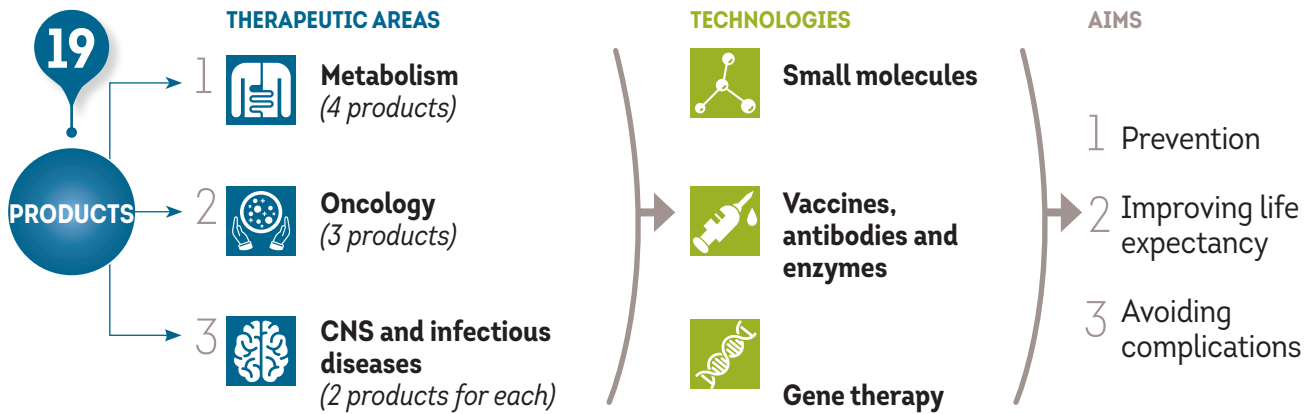 19
PRODUCTS
THERAPEUTIC AREAS
1
Metabolism
(4 products)
2
Oncology
(3 products)
3
CNS and infectious
diseases
(2 products for each)
TECHNOLOGIES
Small molecules
Vaccines,
antibodies and
enzymes
Gene therapy
AIMS
1 Prevention
2 Improving life
expectancy
3 Avoiding
complications